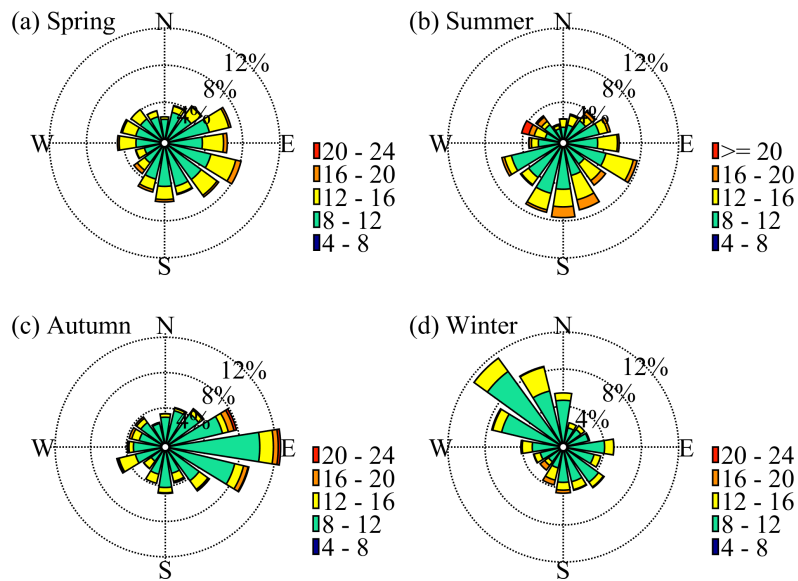 (a) Spring
N
12%
8%
4%
W
E
S
20 - 24
16 - 20
12 - 16
8 - 12
4 - 8
(b) Summer
N
12%
8%
4%
W
E
S
>= 20
16 - 20
12 - 16
8 - 12
4 - 8
(c) Autumn
N
12%
8%
4%
W
E
S
20 - 24
16 - 20
12 - 16
8 - 12
4 - 8
(d) Winter
N
12%
8%
4%
W
E
S
20 - 24
16 - 20
12 - 16
8 - 12
4 - 8